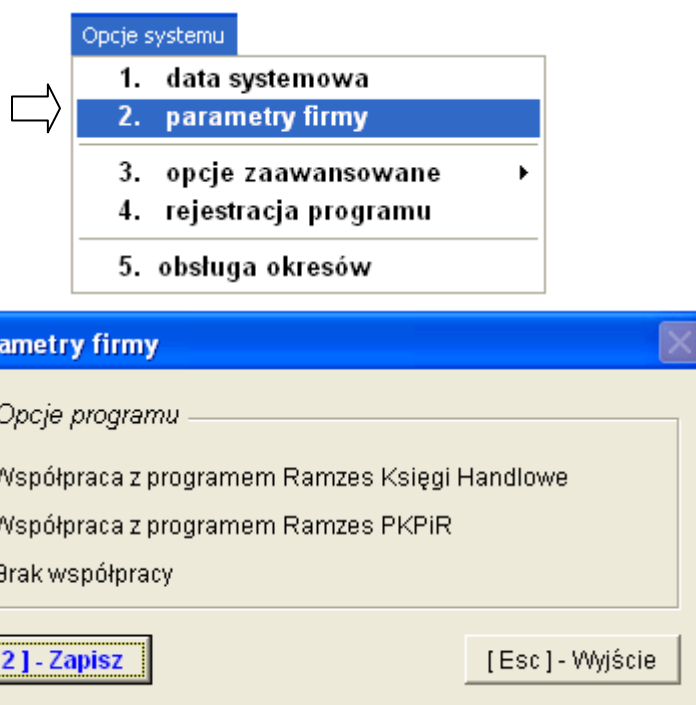 Opcje systemu
1. data systemowa
2. parametry firmy
3. opcje zaawansowane
4. rejestracja programu
5. obsługa okresów
ametry firmy
Opcje programu
Współpraca z programem Ramzes Księgi Handlowe
Współpraca z programem Ramzes PKPiR
Brak współpracy
2 ] - Zapisz [ Esc ] - Wyjście